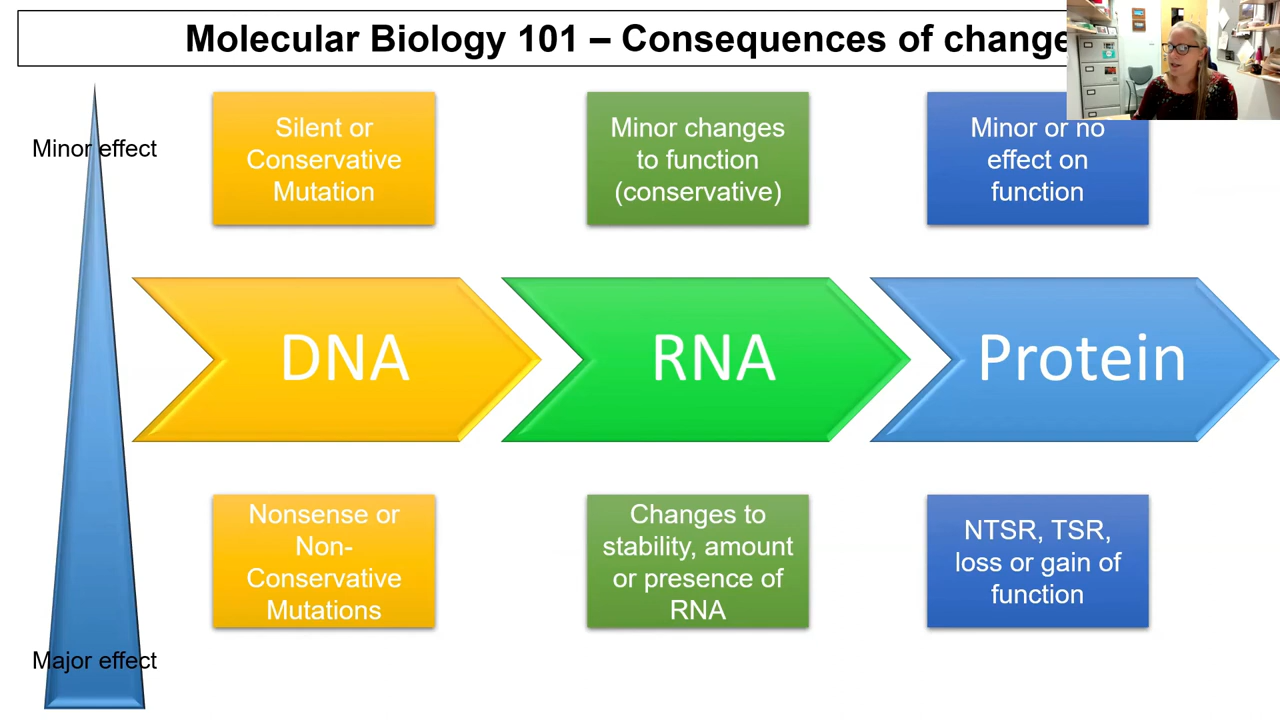 Molecular Biology 101 – Consequences of change
Minor effect
Silent or
Conservative
Mutation
Minor changes
to function
(conservative)
Minor or no
effect on
function
DNA
RNA
Protein
Nonsense or
Non-
Conservative
Mutations
Changes to
stability, amount
or presence of
RNA
NTSR, TSR,
loss or gain of
function
Major effect